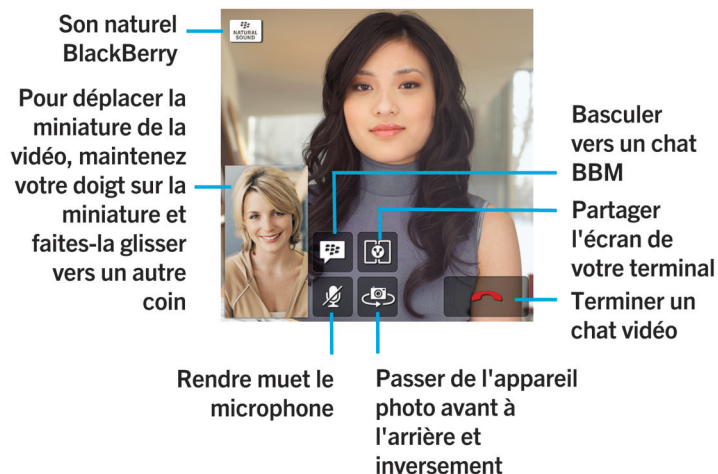 Son naturel
BlackBerry
NATURAL
SOUND
Pour déplacer la
miniature de la
vidéo, maintenez
votre doigt sur la
miniature et
faites-la glisser
vers un autre
coin
Basculer
vers un chat
BBM
Partager
l'écran de
votre terminal
Terminer un
chat vidéo
Rendre muet le
microphone
Passer de l'appareil
photo avant à
l'arrière et
inversement